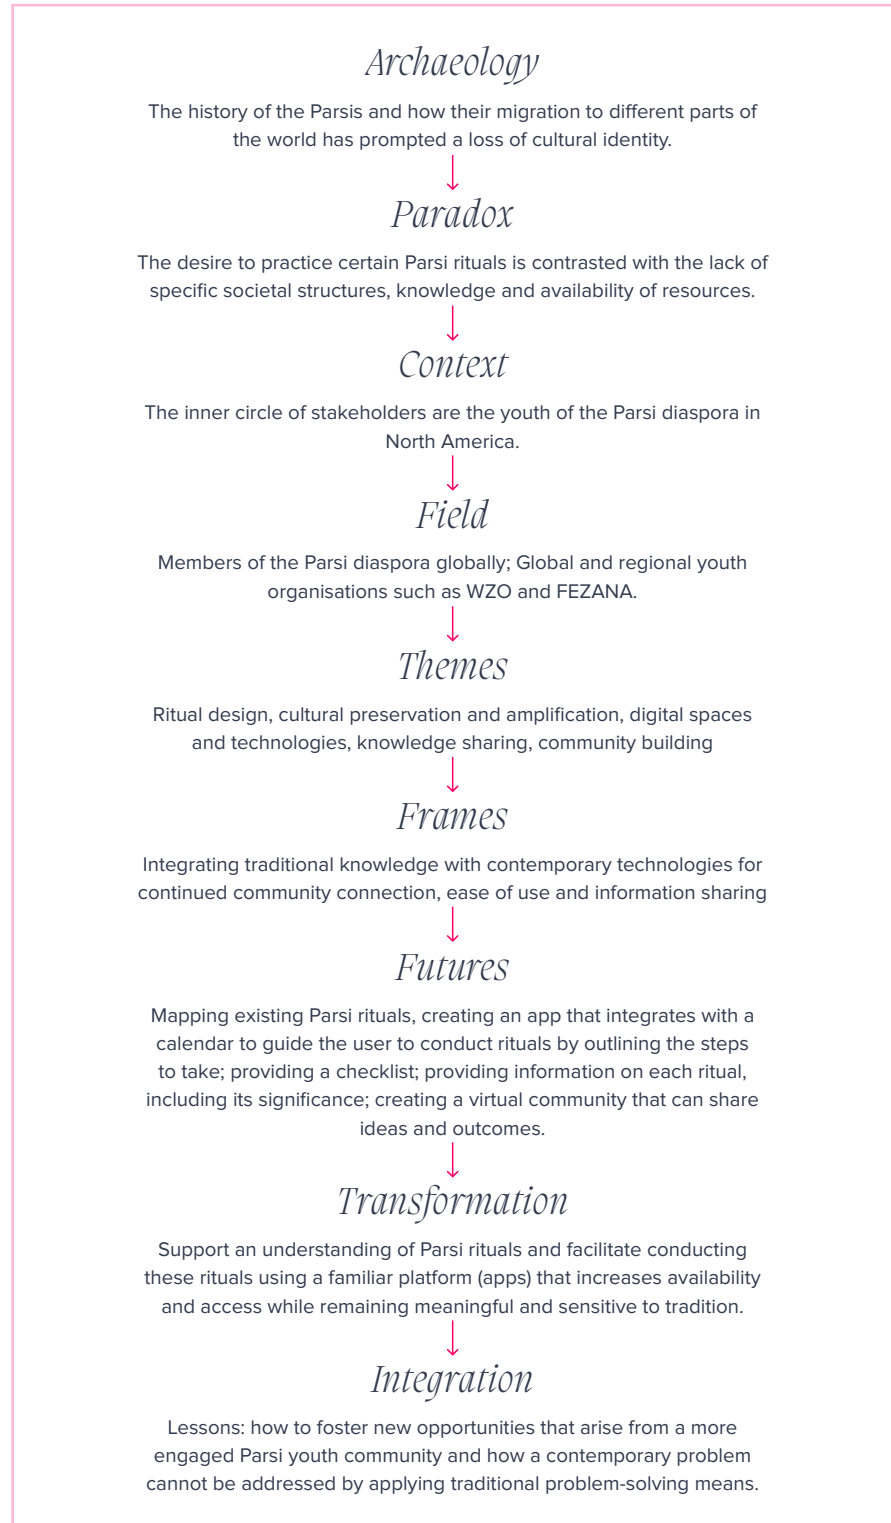 Archaeology
The history of the Parsis and how their migration to different parts of
the world has prompted a loss of cultural identity.
Paradox
The desire to practice certain Parsi rituals is contrasted with the lack of
specific societal structures, knowledge and availability of resources.
Context
The inner circle of stakeholders are the youth of the Parsi diaspora in
North America.
Field
Members of the Parsi diaspora globally; Global and regional youth
organisations such as WZO and FEZANA.
Themes
Ritual design, cultural preservation and amplification, digital spaces
and technologies, knowledge sharing, community building
Frames
Integrating traditional knowledge with contemporary technologies for
continued community connection, ease of use and information sharing
Futures
Mapping existing Parsi rituals, creating an app that integrates with a
calendar to guide the user to conduct rituals by outlining the steps
to take; providing a checklist; providing information on each ritual,
including its significance; creating a virtual community that can share
ideas and outcomes.
Transformation
Support an understanding of Parsi rituals and facilitate conducting
these rituals using a familiar platform (apps) that increases availability
and access while remaining meaningful and sensitive to tradition.
Integration
Lessons: how to foster new opportunities that arise from a more
engaged Parsi youth community and how a contemporary problem
cannot be addressed by applying traditional problem-solving means.